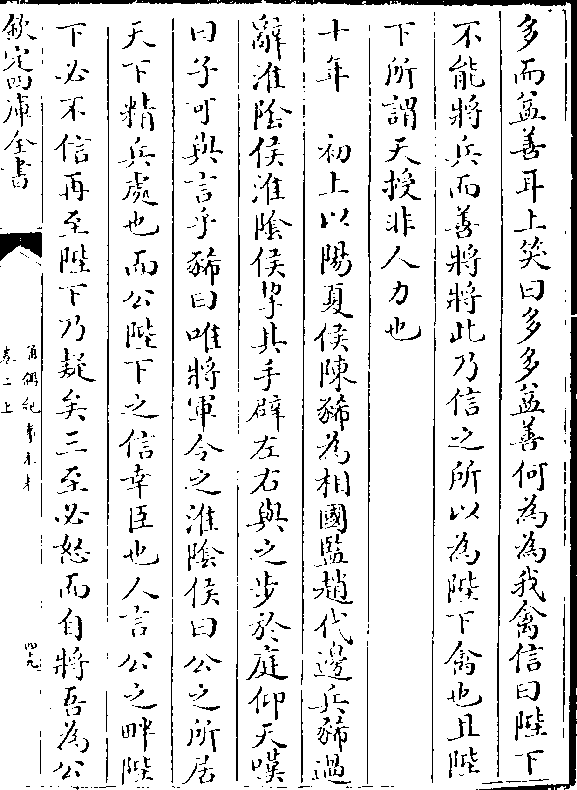 多而益善耳上笑曰多多益善何為為我禽信曰陛下
不能將兵而善將將此乃信之所以為陛下禽也且陛
下所謂天授非人力也
十年　初上以陽夏侯陳豨為相國監趙代邊兵豨過
辭淮陰侯淮陰侯挈其手辟左右與之步於庭仰天嘆
曰子可與言乎豨曰唯將軍令之淮陰侯曰公之所居
天下精兵處也而公陛下之信幸臣也人言公之畔陛
下必不信再至陛下乃疑矣三至必怒而自將吾為公
欽定四庫全書
通鑑紀事本末
卷二上
四九